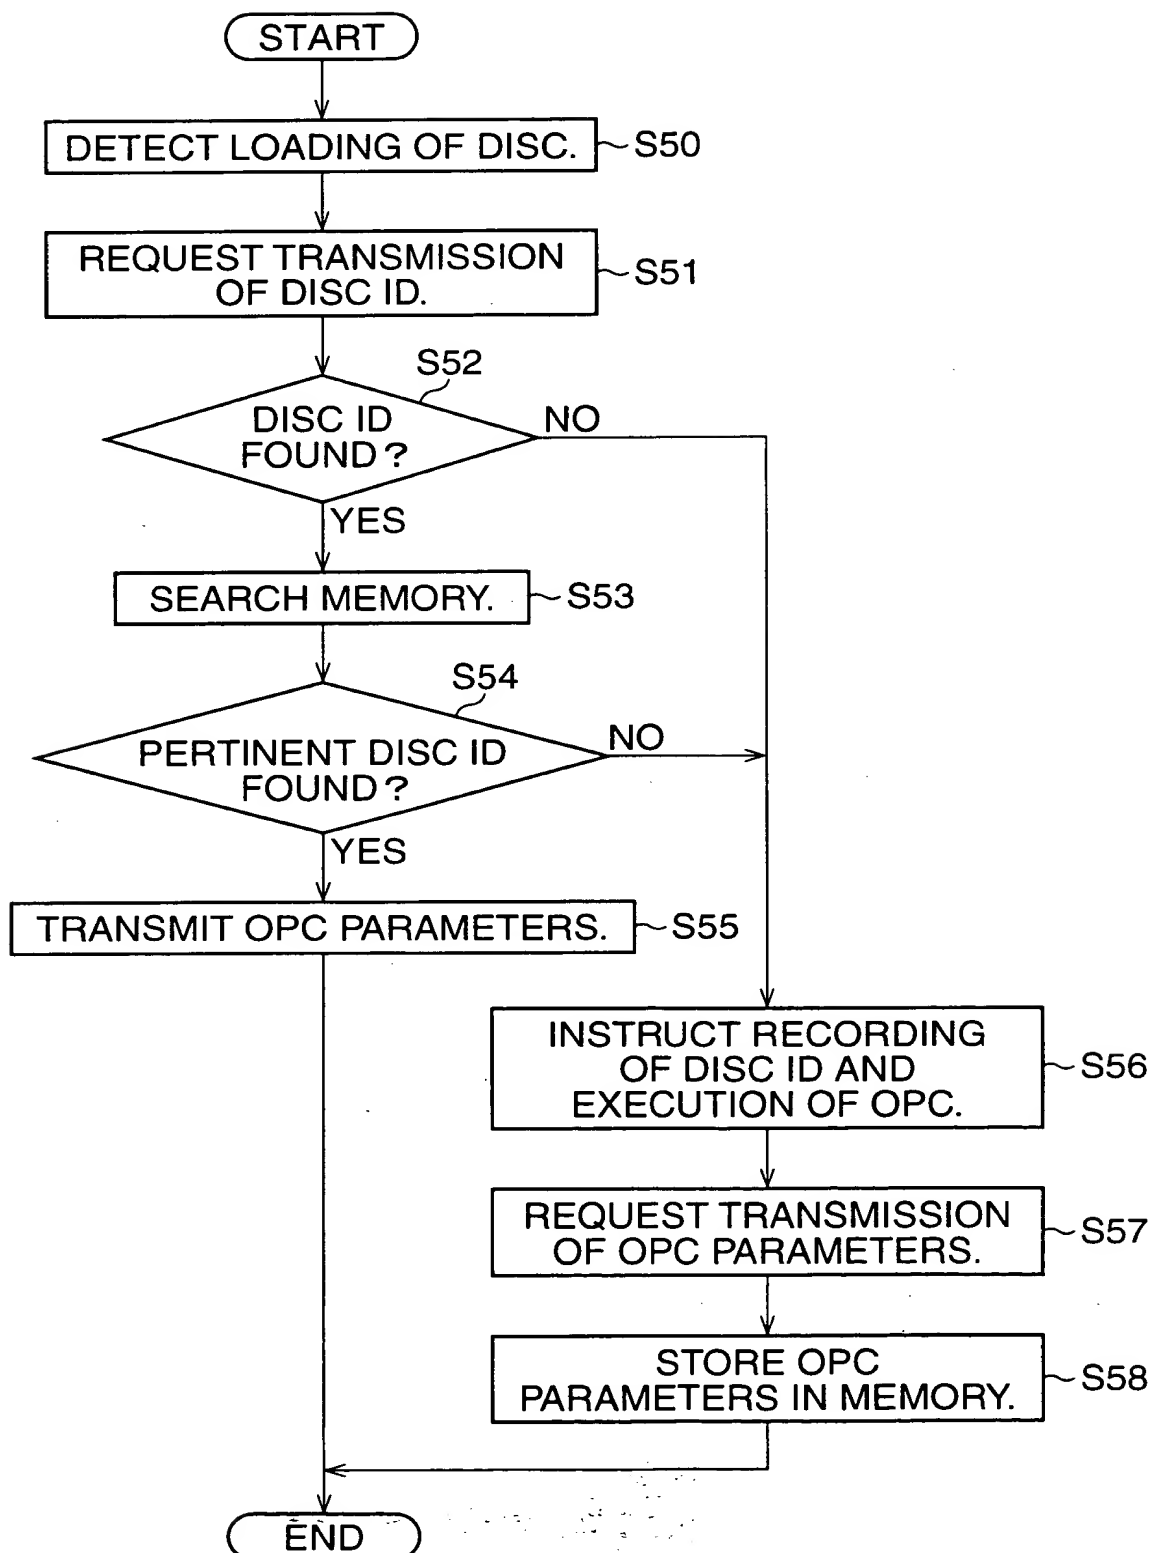 START
DETECT LOADING OF DISC.
S50
REQUEST TRANSMISSION
OF DISC ID.
S51
S52
DISC ID
FOUND?
NO
YES
SEARCH MEMORY.
S53
S54
PERTINENT DISC ID
FOUND?
NO
YES
TRANSMIT OPC PARAMETERS.
S55
INSTRUCT RECORDING
OF DISC ID AND
EXECUTION OF OPC.
S56
REQUEST TRANSMISSION
OF OPC PARAMETERS.
S57
STORE OPC
PARAMETERS IN MEMORY.
S58
END